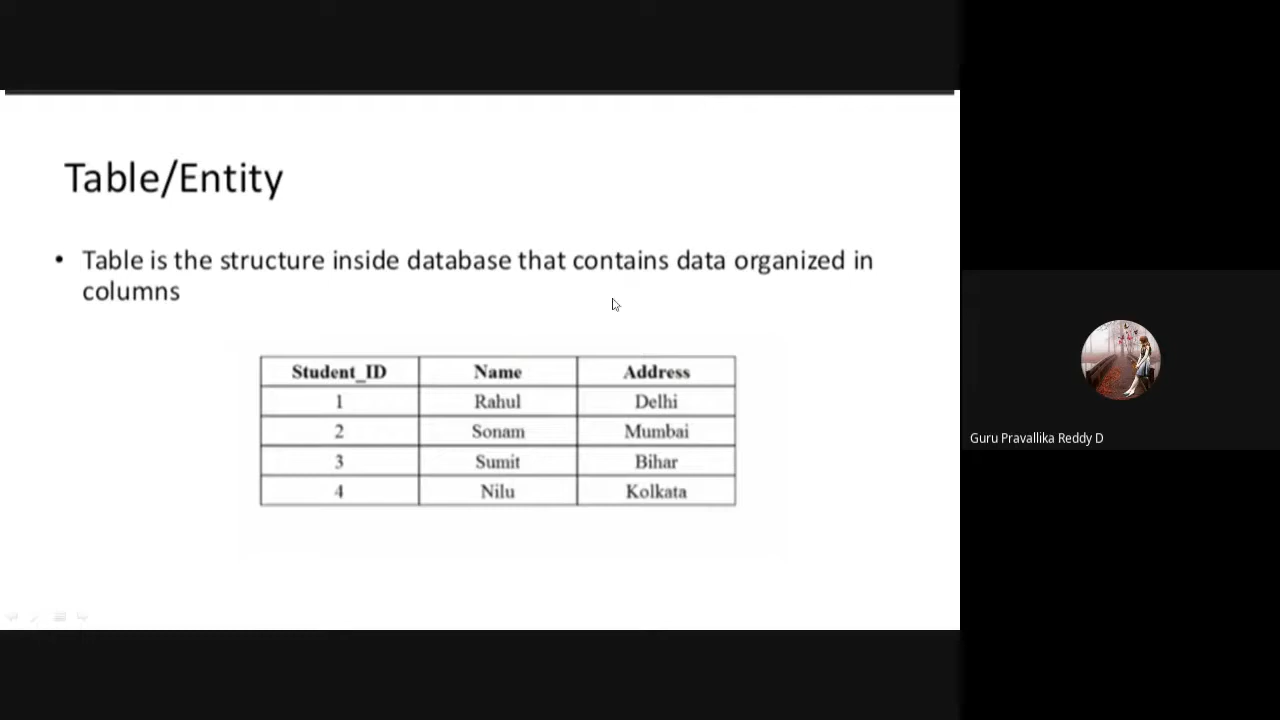 Table/Entity
• Table is the structure inside database that contains data organized in
columns
Student_ID Name Address
1 Rahul Delhi
2 Sonam Mumbai
3 Sumit Bihar
4 Nilu Kolkata
Guru Pravallika Reddy D